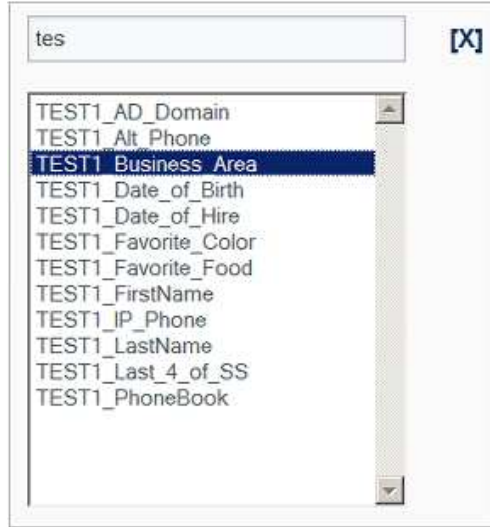 tes
[X]
TEST1_AD_Domain
TEST1_Alt_Phone
TEST1_Business_Area
TEST1_Date_of_Birth
TEST1_Date_of_Hire
TEST1_Favorite_Color
TEST1_Favorite_Food
TEST1_FirstName
TEST1_IP_Phone
TEST1_LastName
TEST1_Last_4_of_SS
TEST1_PhoneBook